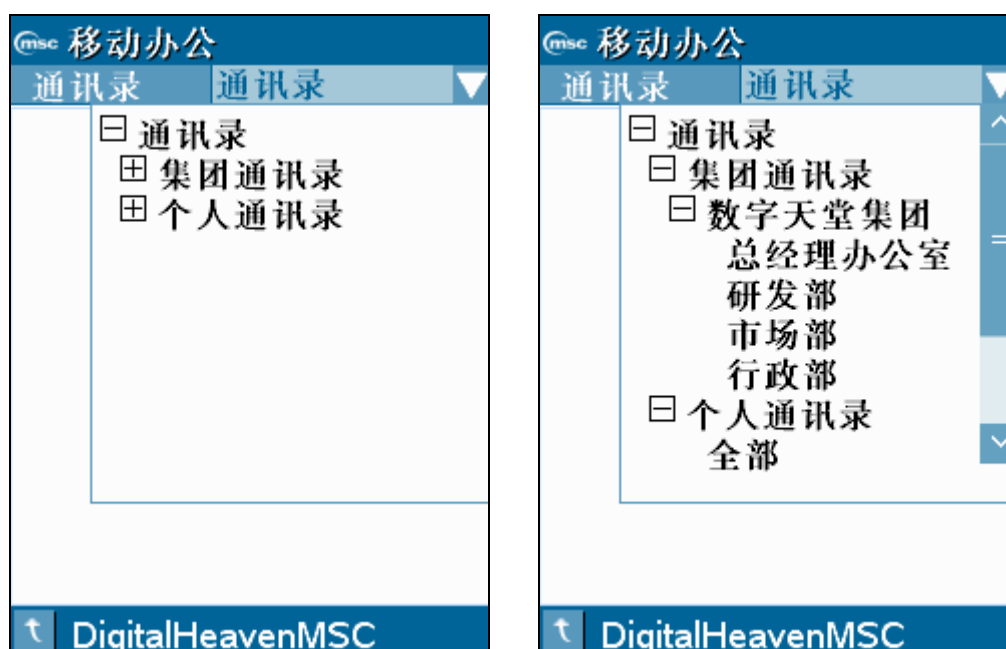 msc 移动办公
通讯录 通讯录
通讯录
集团通讯录
个人通讯录
DigitalHeavenMSC
msc 移动办公
通讯录 通讯录
通讯录
集团通讯录
数字天堂集团
总经理办公室
研发部
市场部
行政部
个人通讯录
全部
DigitalHeavenMSC